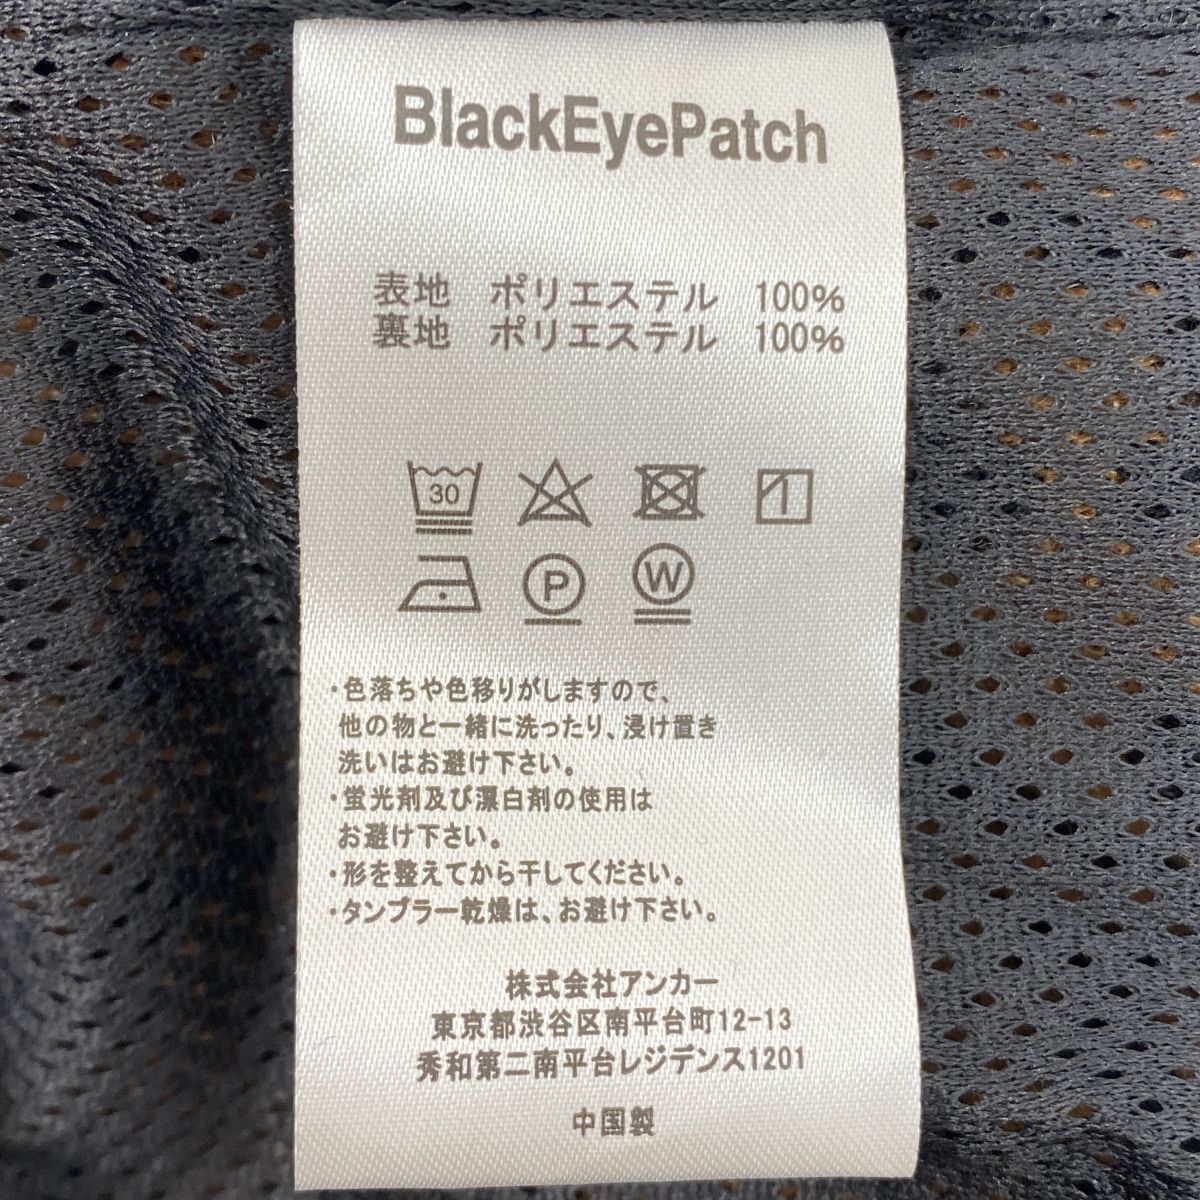 BlackEyePatch
表地　ポリエステル　100%
裏地　ポリエステル　100%
30
P W
・色落ちや色移りがしますので、
他の物と一緒に洗ったり、浸け置き
洗いはお避け下さい。
・蛍光剤及び漂白剤の使用は
お避け下さい。
・形を整えてから干してください。
・タンブラー乾燥は、お避け下さい。
株式会社アンカー
東京都渋谷区南平台町12-13
秀和第二南平台レジデンス1201
中国製